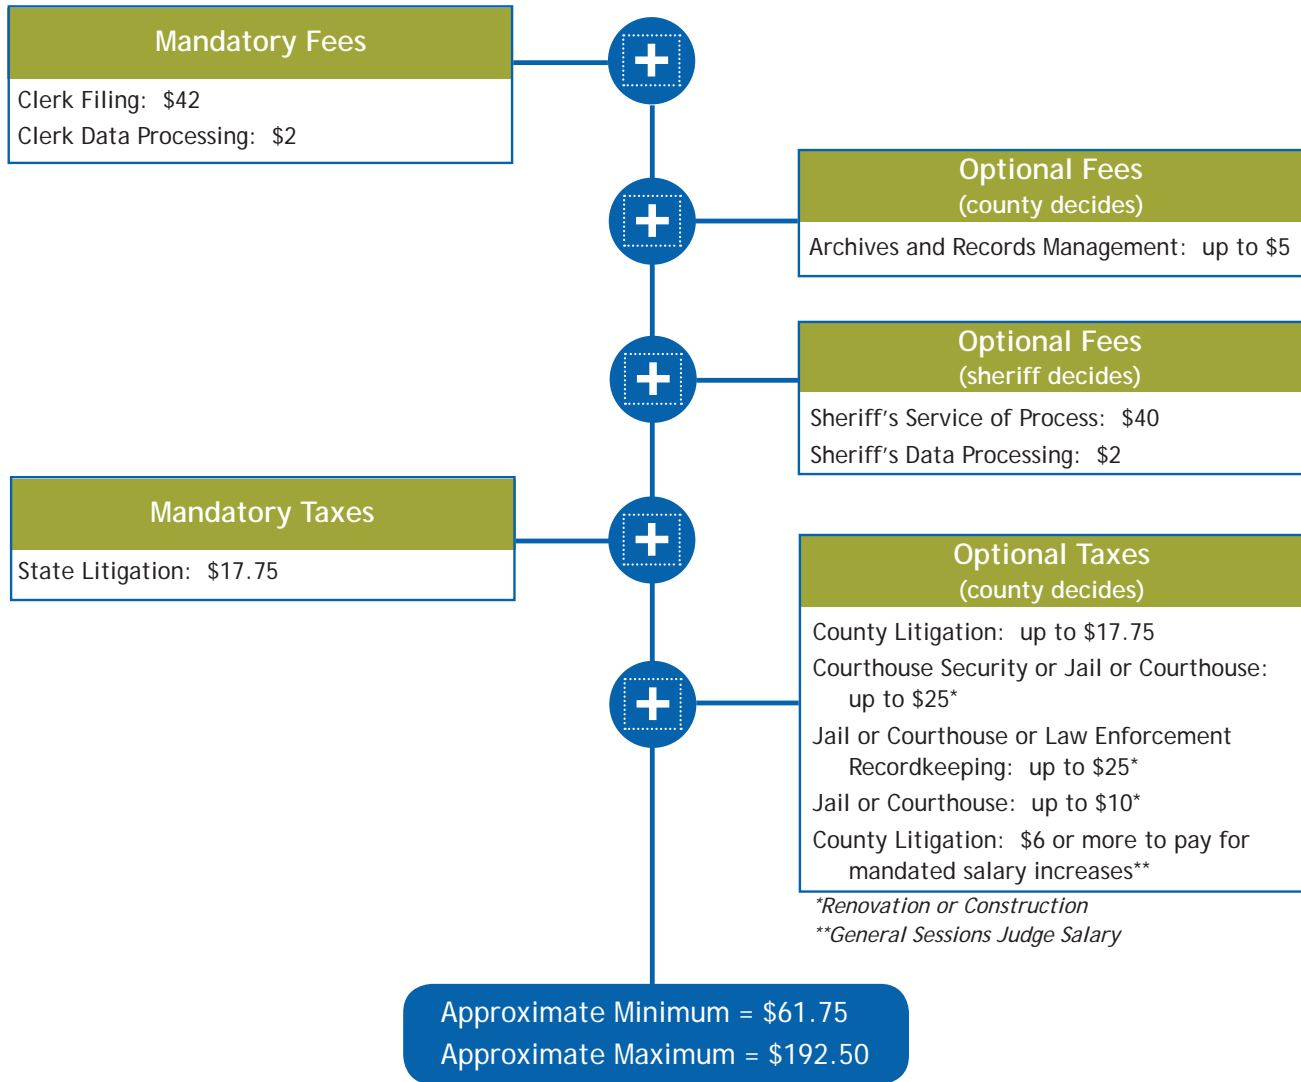 Mandatory Fees
Clerk Filing: $42
Clerk Data Processing: $2
Optional Fees
(county decides)
Archives and Records Management: up to $5
Optional Fees
(sheriff decides)
Sheriff's Service of Process: $40
Sheriff's Data Processing: $2
Mandatory Taxes
State Litigation: $17.75
Optional Taxes
(county decides)
County Litigation: up to $17.75
Courthouse Security or Jail or Courthouse:
up to $25*
Jail or Courthouse or Law Enforcement
Recordkeeping: up to $25*
Jail or Courthouse: up to $10*
County Litigation: $6 or more to pay for
mandated salary increases**
*Renovation or Construction
**General Sessions Judge Salary
Approximate Minimum = $61.75
Approximate Maximum = $192.50